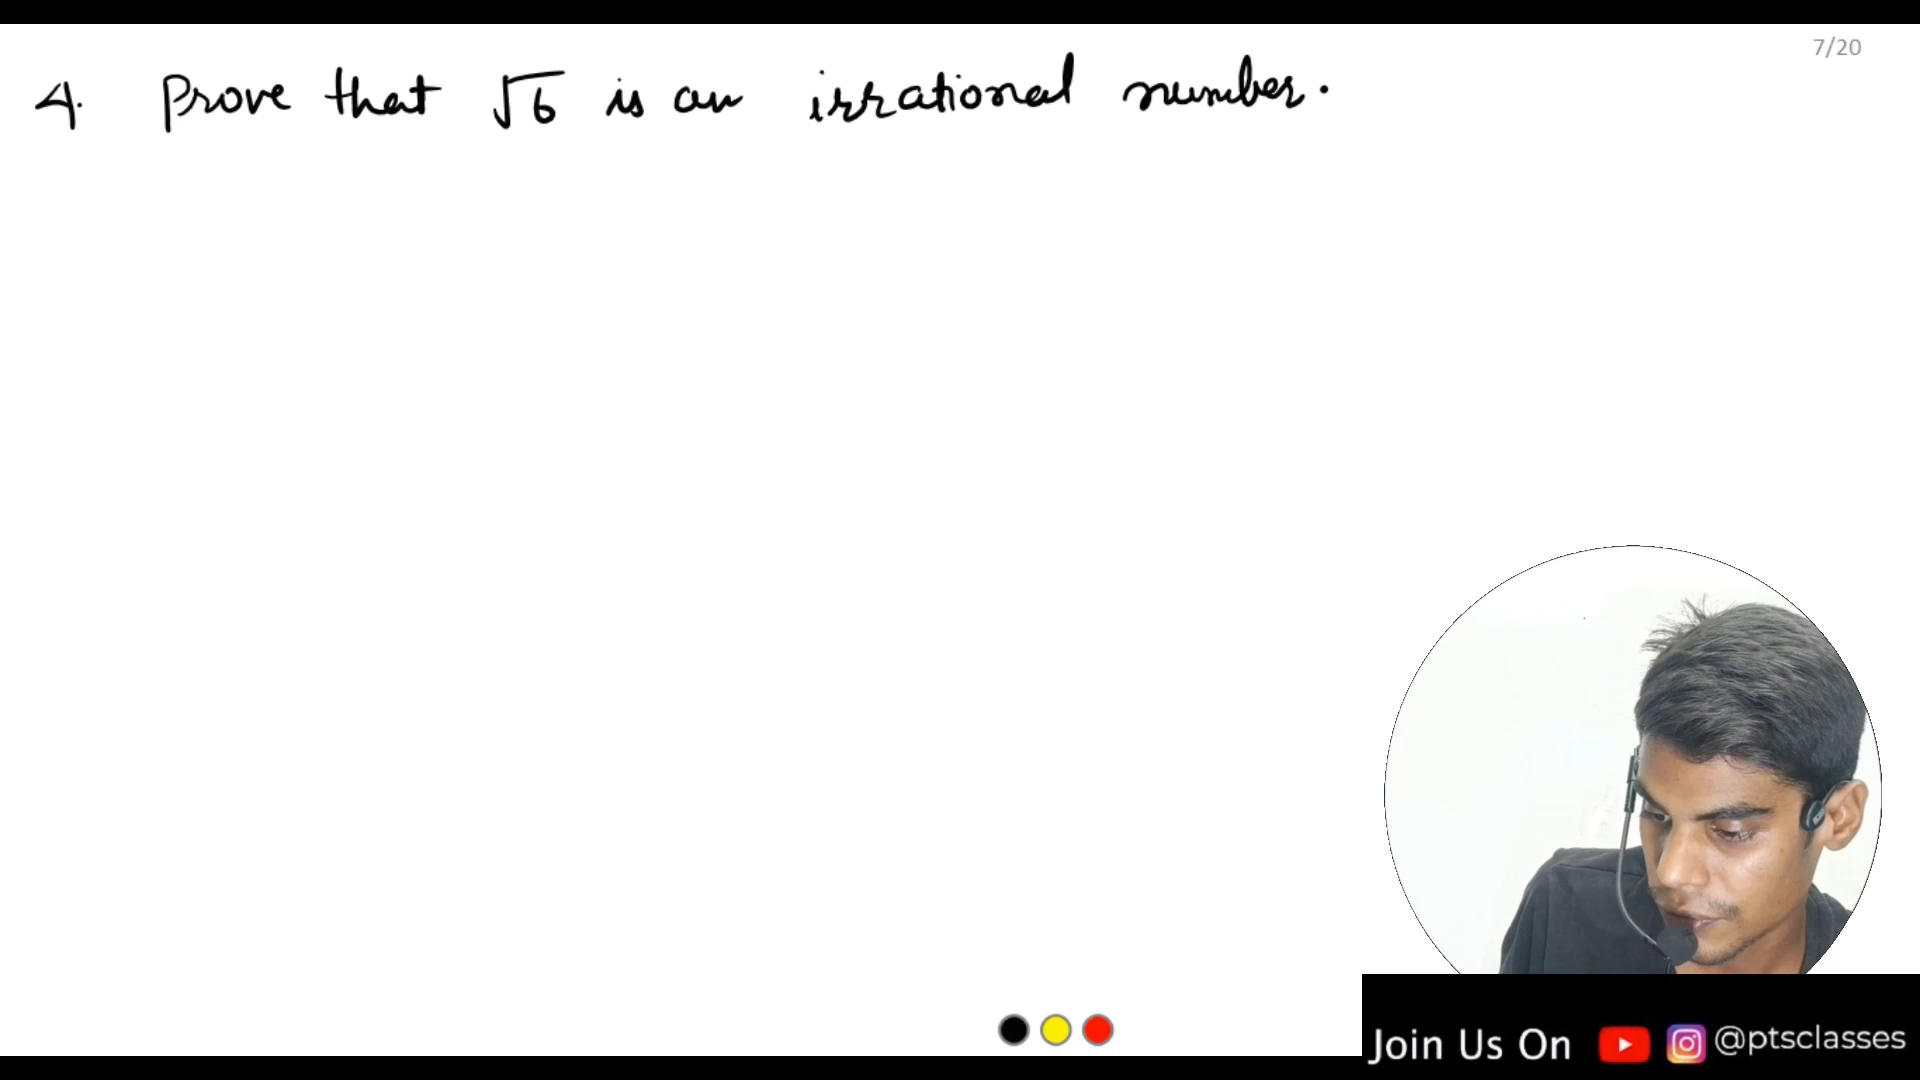 7/20
4. Prove that √6 is an irrational number.
Join Us On @ptsclasses